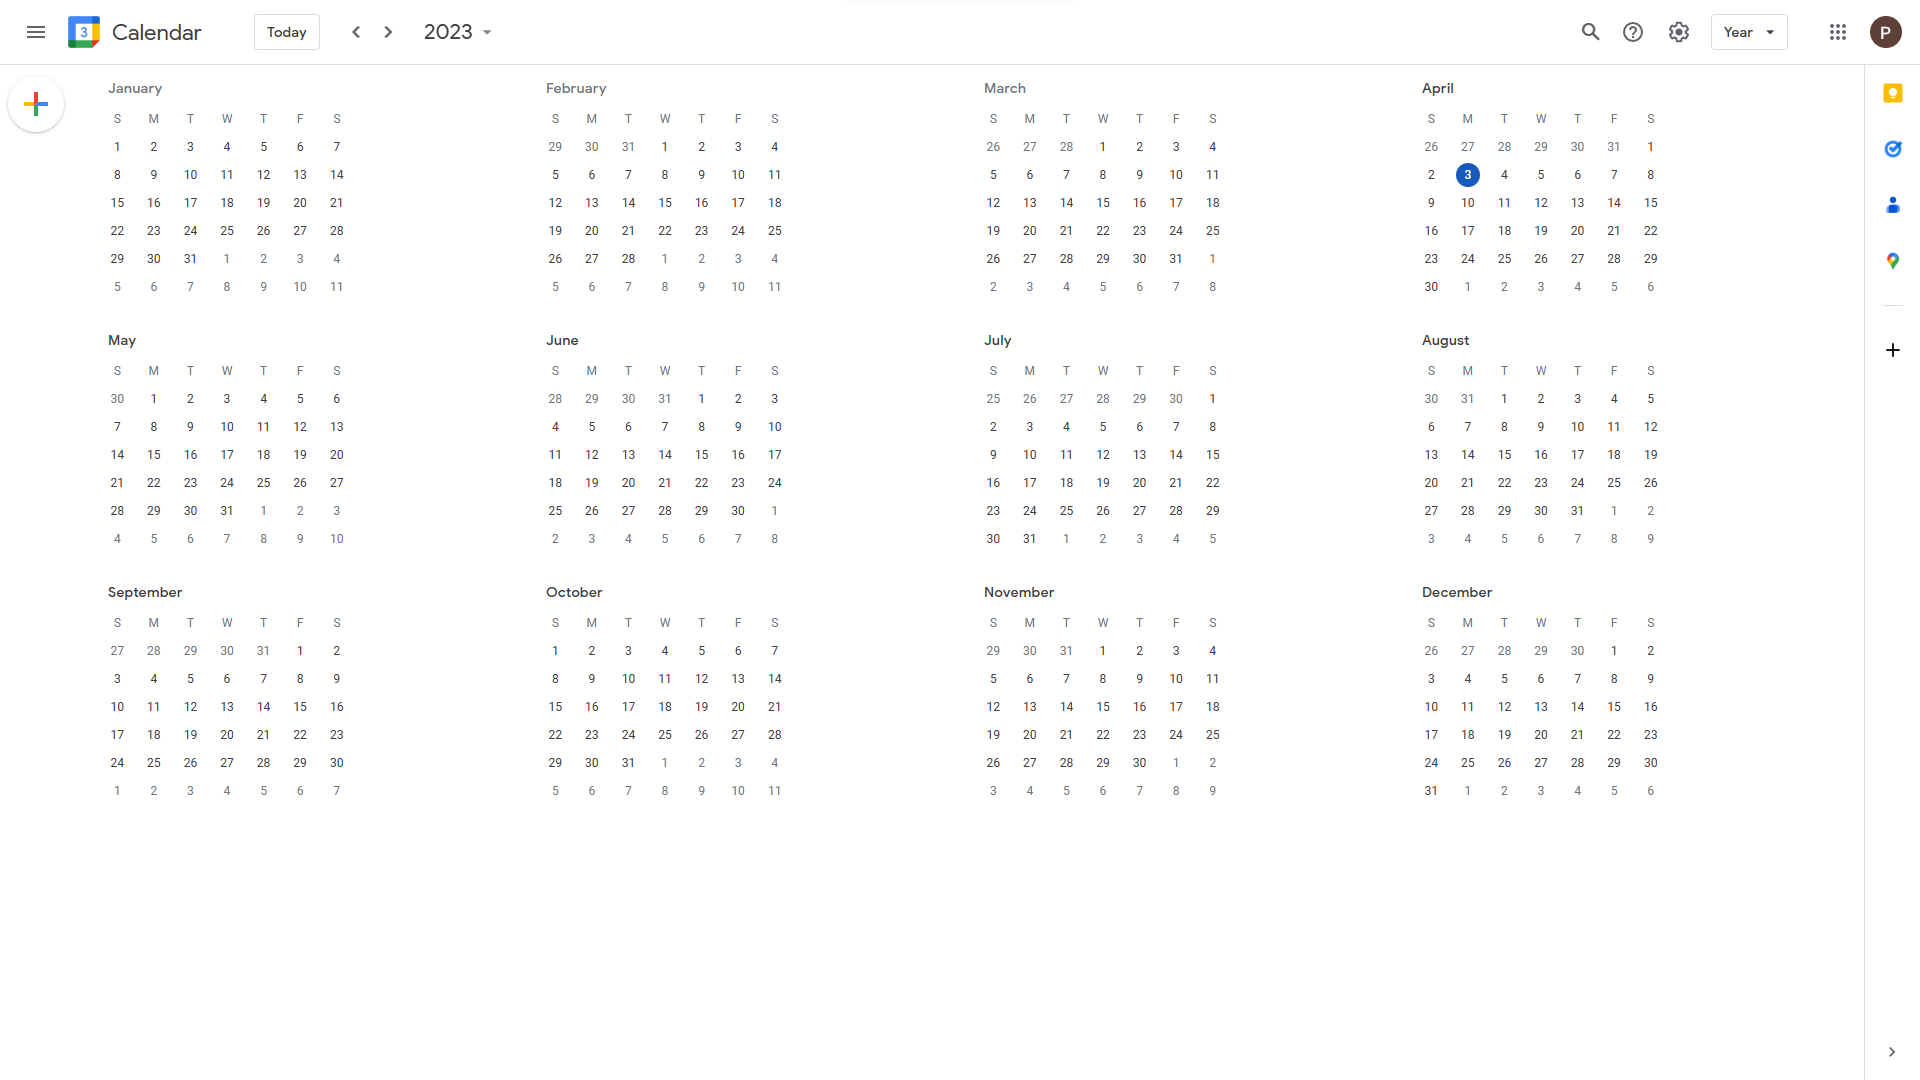 3 Calendar Today 2023 Year P
January February March April
S M T W T F S S M T W T F S S M T W T F S S M T W T F S
1 2 3 4 5 6 7 29 30 31 1 2 3 4 26 27 28 1 2 3 4 26 27 28 29 30 31 1
8 9 10 11 12 13 14 5 6 7 8 9 10 11 5 6 7 8 9 10 11 2 3 4 5 6 7 8
15 16 17 18 19 20 21 12 13 14 15 16 17 18 12 13 14 15 16 17 18 9 10 11 12 13 14 15
22 23 24 25 26 27 28 19 20 21 22 23 24 25 19 20 21 22 23 24 25 16 17 18 19 20 21 22
29 30 31 1 2 3 4 26 27 28 1 2 3 4 26 27 28 29 30 31 1 23 24 25 26 27 28 29
5 6 7 8 9 10 11 5 6 7 8 9 10 11 2 3 4 5 6 7 8 30 1 2 3 4 5 6
May June July August
S M T W T F S S M T W T F S S M T W T F S S M T W T F S
30 1 2 3 4 5 6 28 29 30 31 1 2 3 25 26 27 28 29 30 1 30 31 1 2 3 4 5
7 8 9 10 11 12 13 4 5 6 7 8 9 10 2 3 4 5 6 7 8 6 7 8 9 10 11 12
14 15 16 17 18 19 20 11 12 13 14 15 16 17 9 10 11 12 13 14 15 13 14 15 16 17 18 19
21 22 23 24 25 26 27 18 19 20 21 22 23 24 16 17 18 19 20 21 22 20 21 22 23 24 25 26
28 29 30 31 1 2 3 25 26 27 28 29 30 1 23 24 25 26 27 28 29 27 28 29 30 31 1 2
4 5 6 7 8 9 10 2 3 4 5 6 7 8 30 31 1 2 3 4 5 3 4 5 6 7 8 9
September October November December
S M T W T F S S M T W T F S S M T W T F S S M T W T F S
27 28 29 30 31 1 2 1 2 3 4 5 6 7 29 30 31 1 2 3 4 26 27 28 29 30 1 2
3 4 5 6 7 8 9 8 9 10 11 12 13 14 5 6 7 8 9 10 11 3 4 5 6 7 8 9
10 11 12 13 14 15 16 15 16 17 18 19 20 21 12 13 14 15 16 17 18 10 11 12 13 14 15 16
17 18 19 20 21 22 23 22 23 24 25 26 27 28 19 20 21 22 23 24 25 17 18 19 20 21 22 23
24 25 26 27 28 29 30 29 30 31 1 2 3 4 26 27 28 29 30 1 2 24 25 26 27 28 29 30
1 2 3 4 5 6 7 5 6 7 8 9 10 11 3 4 5 6 7 8 9 31 1 2 3 4 5 6